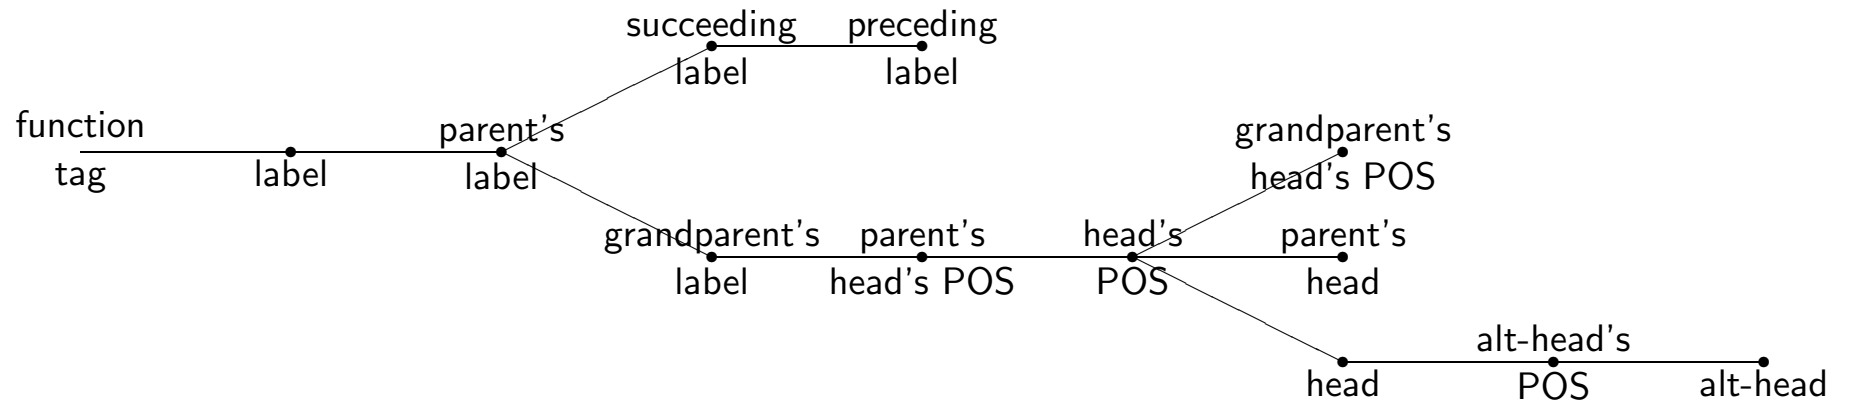 succeeding preceding
label label
function
tag
label
parent's
label
grandparent's
head's POS
grandparent's
label
parent's
head's POS
head's
POS
parent's
head
head
alt-head's
POS
alt-head